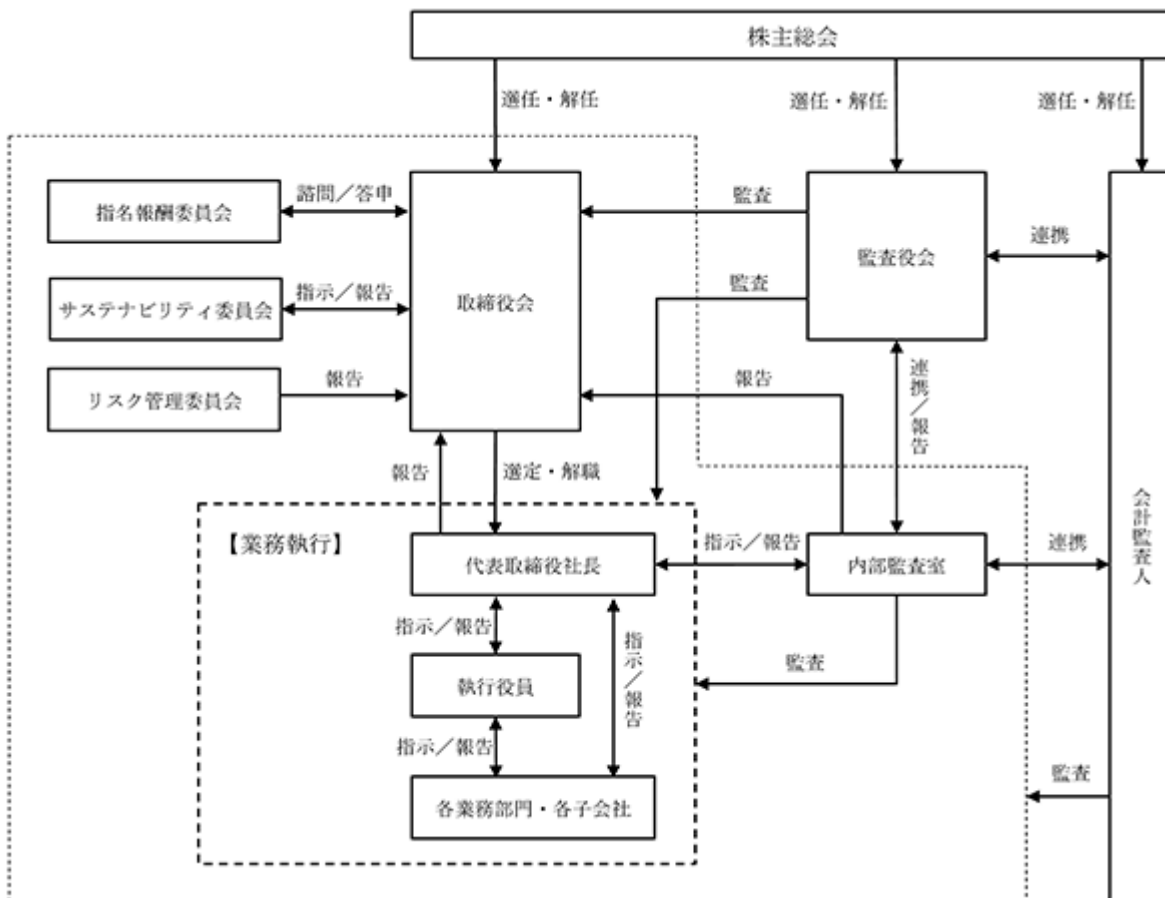 株主総会
選任・解任
選任・解任
選任・解任
指名報酬委員会
諮問／答申
取締役会
監査
監査役会
連携
サステナビリティ委員会
指示／報告
監査
リスク管理委員会
報告
報告
連携／報告
報告
選定・解職
【業務執行】
代表取締役社長
指示／報告
内部監査室
連携
会計監査人
指示／報告
指示／報告
執行役員
監査
指示／報告
各業務部門・各子会社
監査